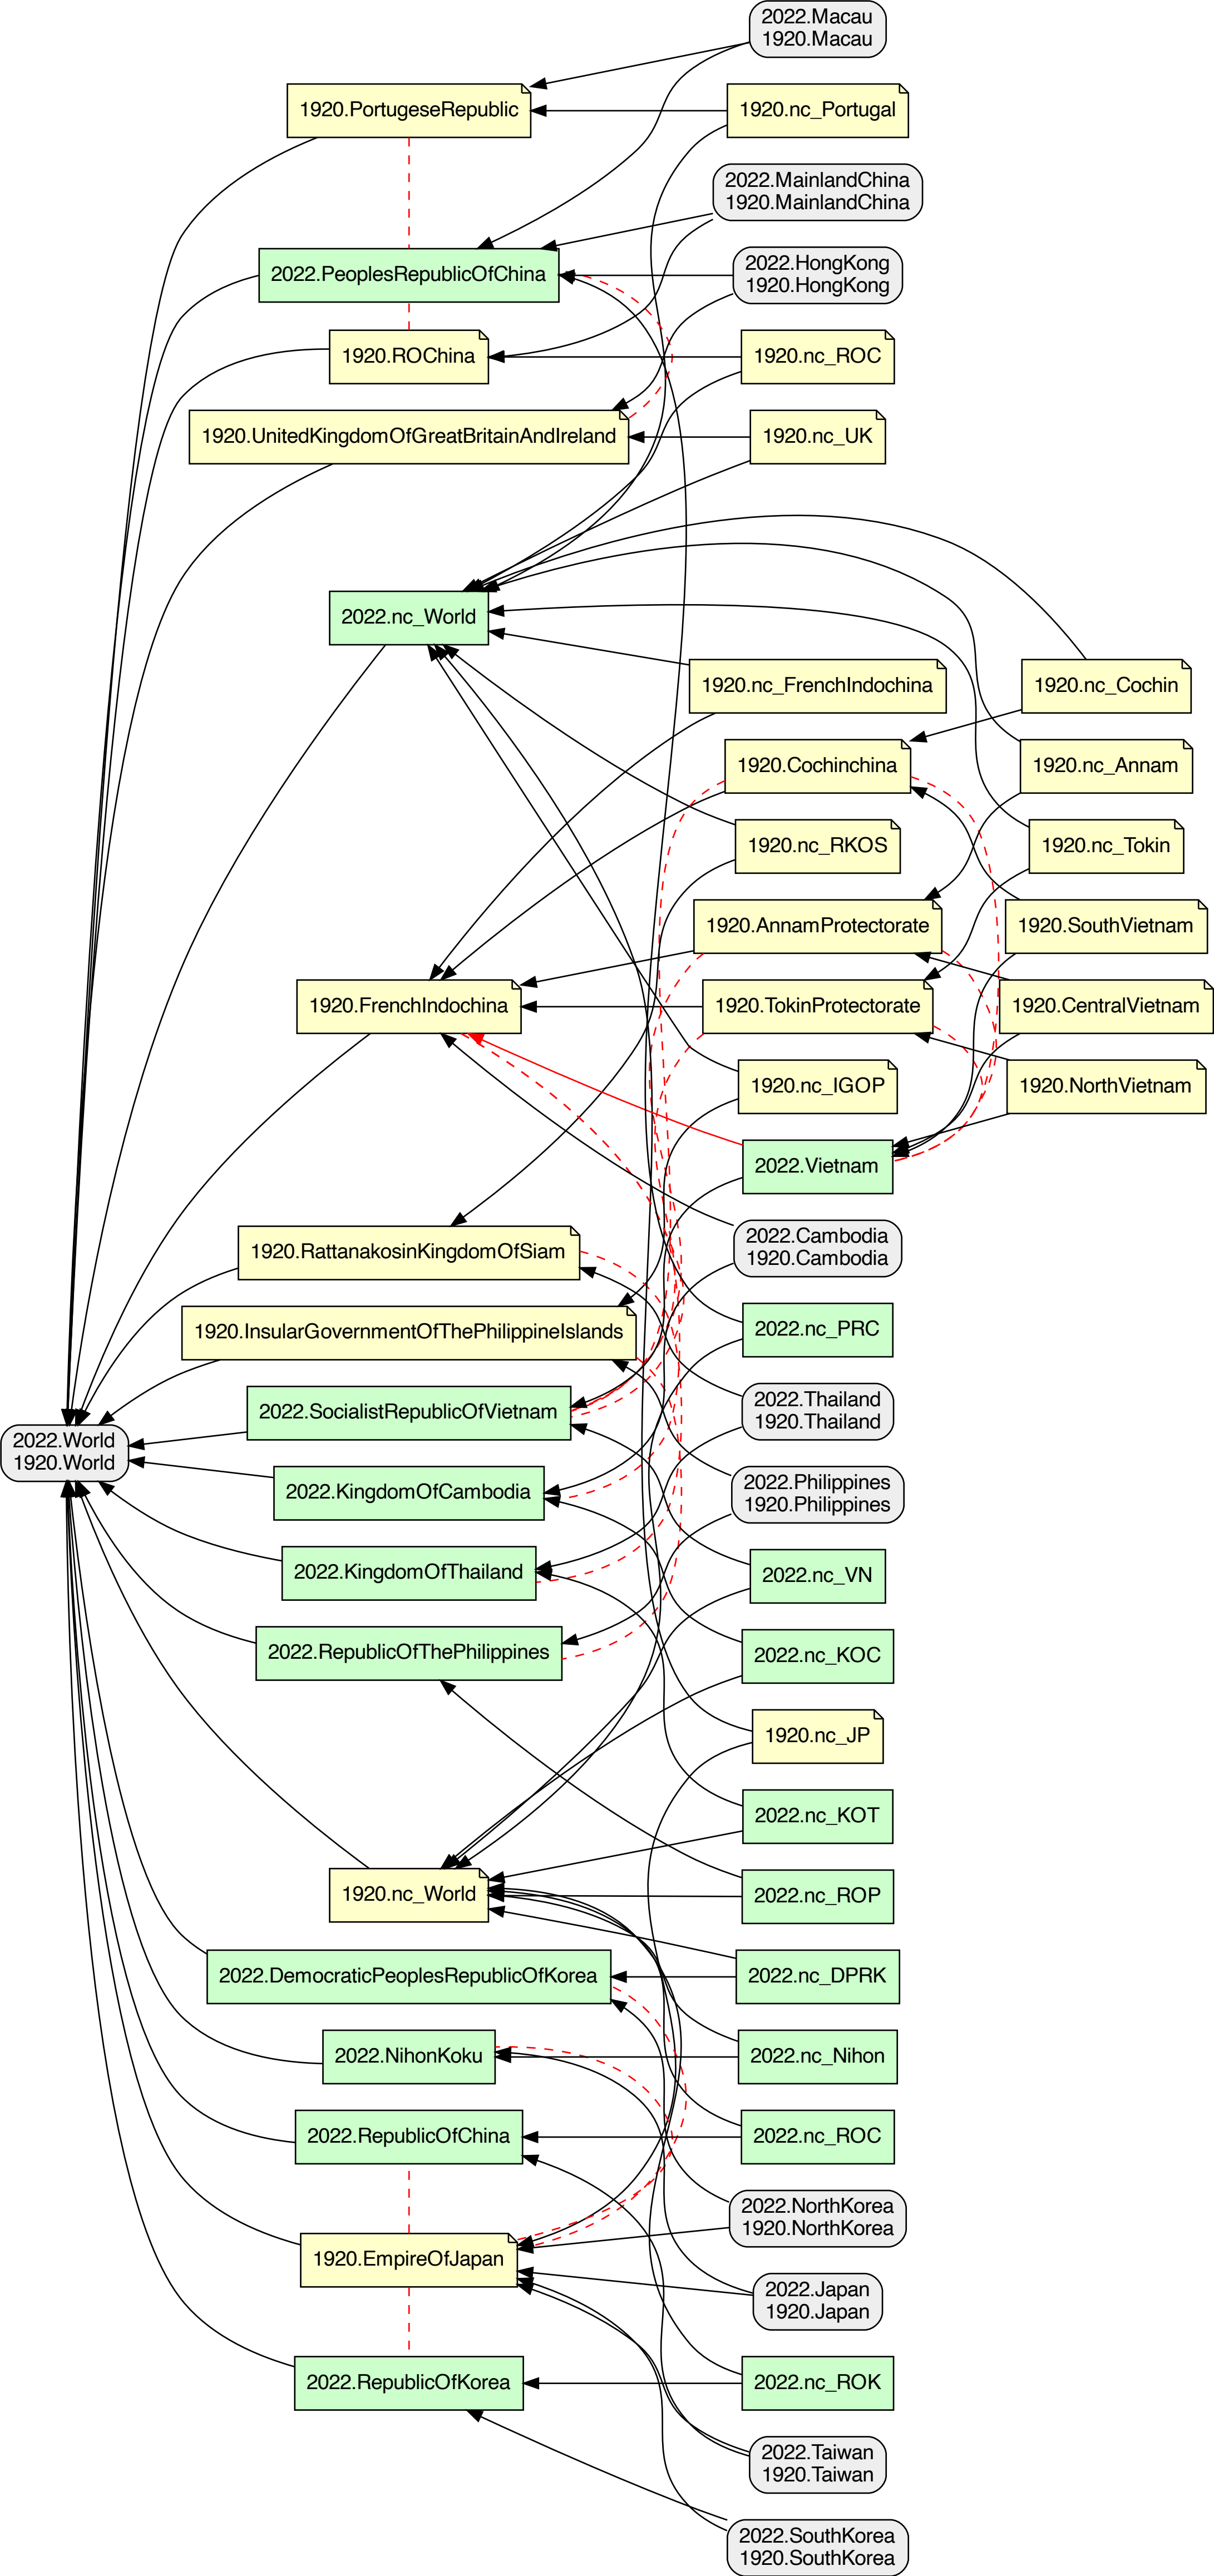 2022.Macau
1920.Macau
1920.PortugeseRepublic
1920.nc_Portugal
2022.MainlandChina
1920.MainlandChina
2022.PeoplesRepublicOfChina
2022.HongKong
1920.HongKong
1920.ROChina
1920.nc_ROC
1920.UnitedKingdomOfGreatBritainAndIreland
1920.nc_UK
2022.nc_World
1920.nc_FrenchIndochina
1920.nc_Cochin
1920.Cochinchina
1920.nc_Annam
1920.nc_RKOS
1920.nc_Tokin
1920.AnnamProtectorate
1920.SouthVietnam
1920.FrenchIndochina
1920.TokinProtectorate
1920.CentralVietnam
1920.nc_IGOP
1920.NorthVietnam
2022.Vietnam
1920.RattanakosinKingdomOfSiam
2022.Cambodia
1920.Cambodia
1920.InsularGovernmentOfThePhilippineIslands
2022.nc_PRC
2022.SocialistRepublicOfVietnam
2022.Thailand
1920.Thailand
2022.World
1920.World
2022.KingdomOfCambodia
2022.Philippines
1920.Philippines
2022.KingdomOfThailand
2022.nc_VN
2022.RepublicOfThePhilippines
2022.nc_KOC
1920.nc_JP
2022.nc_KOT
1920.nc_World
2022.nc_ROP
2022.DemocraticPeoplesRepublicOfKorea
2022.nc_DPRK
2022.NihonKoku
2022.nc_Nihon
2022.RepublicOfChina
2022.nc_ROC
2022.NorthKorea
1920.NorthKorea
1920.EmpireOfJapan
2022.Japan
1920.Japan
2022.RepublicOfKorea
2022.nc_ROK
2022.Taiwan
1920.Taiwan
2022.SouthKorea
1920.SouthKorea